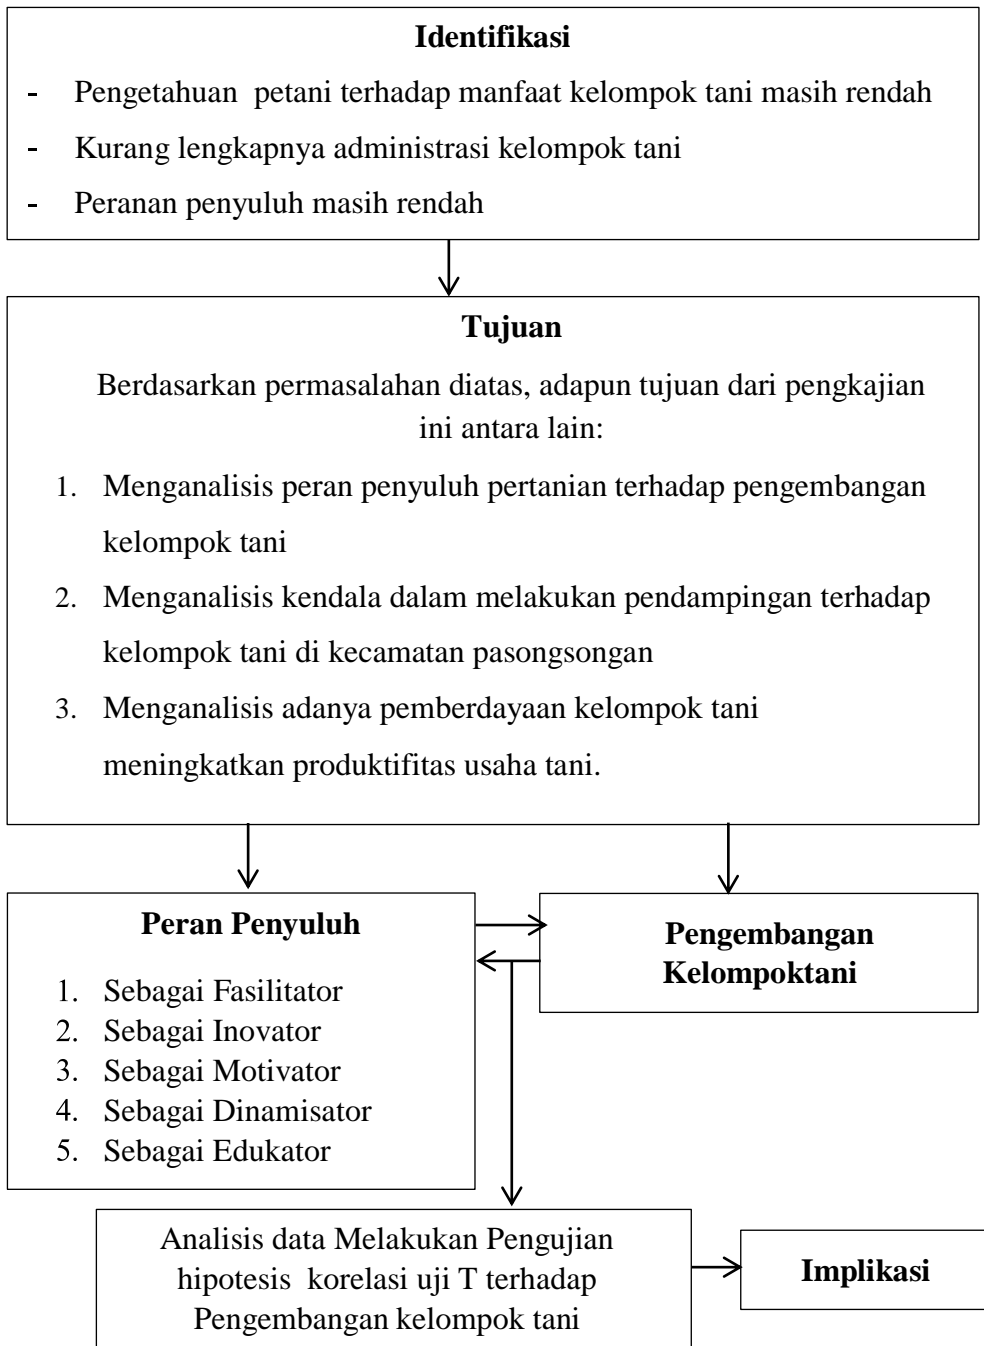 Identifikasi
- Pengetahuan petani terhadap manfaat kelompok tani masih rendah
- Kurang lengkapnya administrasi kelompok tani
- Peranan penyuluh masih rendah
Tujuan
Berdasarkan permasalahan diatas, adapun tujuan dari pengkajian
ini antara lain:
1. Menganalisis peran penyuluh pertanian terhadap pengembangan
kelompok tani
2. Menganalisis kendala dalam melakukan pendampingan terhadap
kelompok tani di kecamatan pasongsongan
3. Menganalisis adanya pemberdayaan kelompok tani
meningkatkan produktifitas usaha tani.
Peran Penyuluh
1. Sebagai Fasilitator
2. Sebagai Inovator
3. Sebagai Motivator
4. Sebagai Dinamisator
5. Sebagai Edukator
Pengembangan
Kelompoktani
Analisis data Melakukan Pengujian
hipotesis korelasi uji T terhadap
Pengembangan kelompok tani
Implikasi